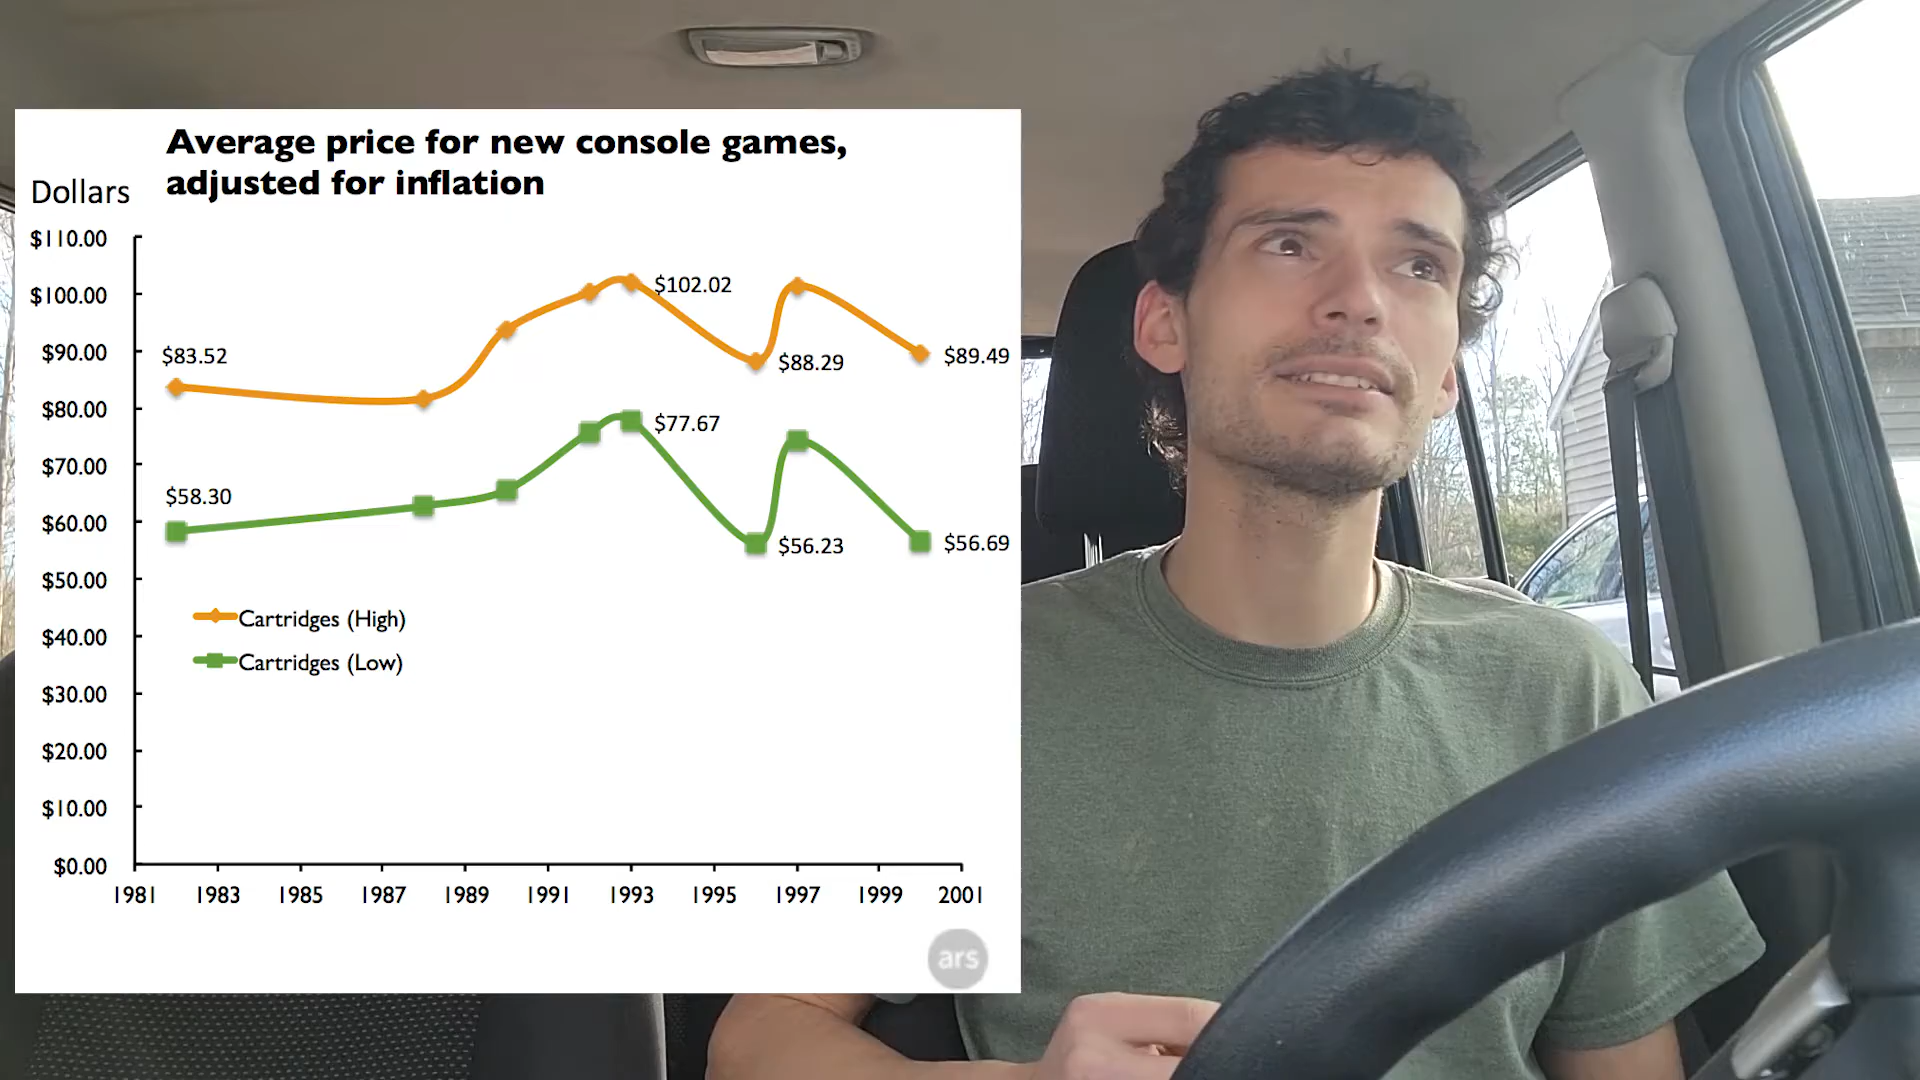 Average price for new console games,
adjusted for inflation
Dollars
$110.00
$100.00
$90.00
$80.00
$70.00
$60.00
$50.00
$40.00
$30.00
$20.00
$10.00
$0.00
$83.52
$102.02
$88.29
$89.49
$58.30
$77.67
$56.23
$56.69
Cartridges (High)
Cartridges (Low)
1981 1983 1985 1987 1989 1991 1993 1995 1997 1999 2001
ars